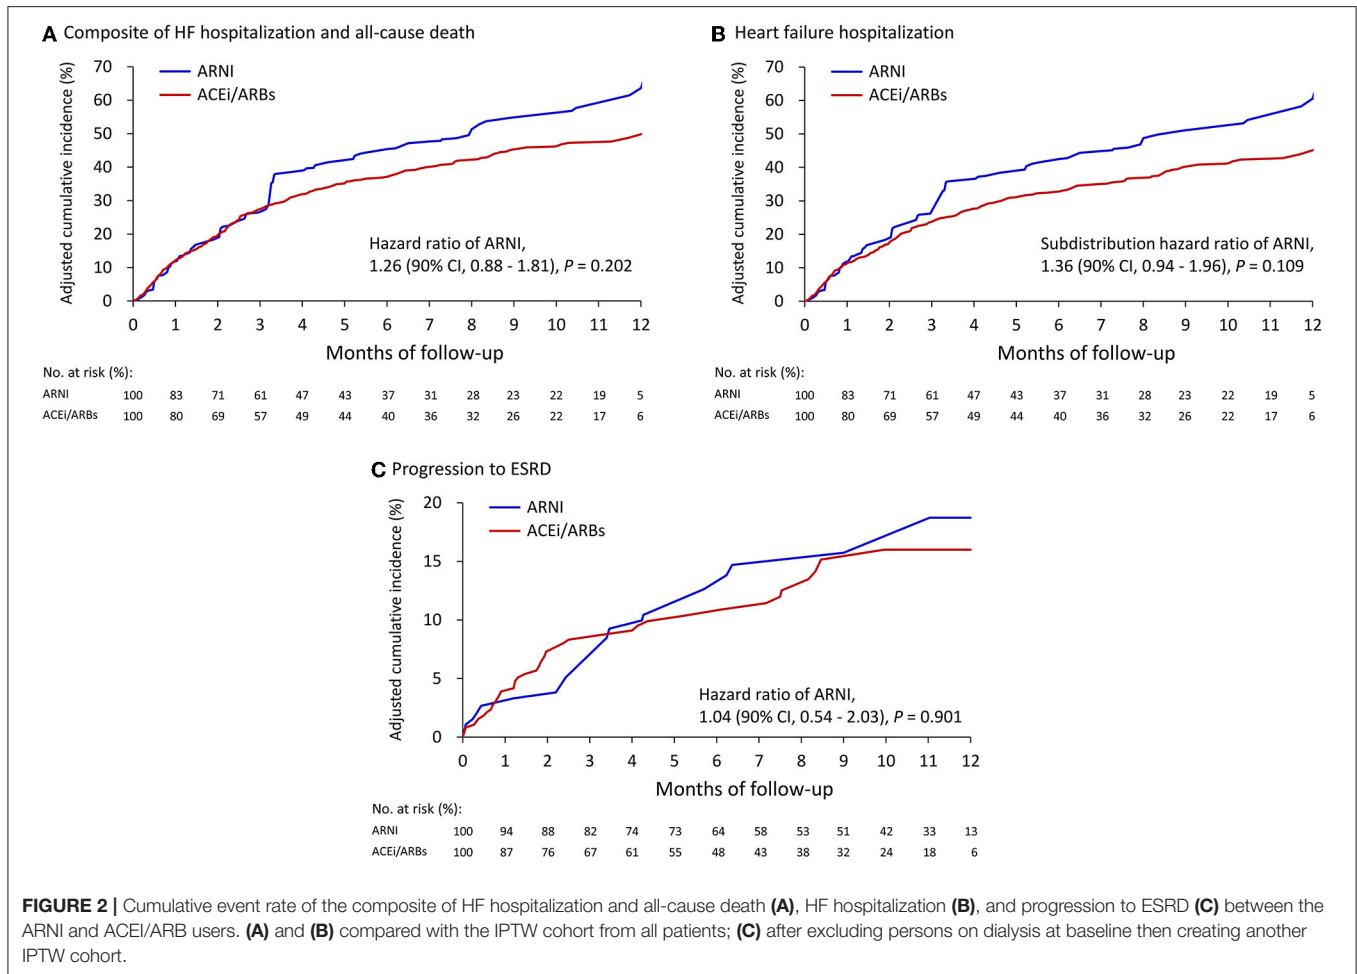 A Composite of HF hospitalization and all-cause death
Adjusted cumulative incidence (%)
70
60
50
40
30
20
10
0
ARNI
ACEi/ARBs
Hazard ratio of ARNI,
1.26 (90% CI, 0.88 - 1.81), P = 0.202
0 1 2 3 4 5 6 7 8 9 10 11 12
Months of follow-up
No. at risk (%):
ARNI 100 83 71 61 47 43 37 31 28 23 22 19 5
ACEi/ARBs 100 80 69 57 49 44 40 36 32 26 22 17 6
B Heart failure hospitalization
Adjusted cumulative incidence (%)
70
60
50
40
30
20
10
0
ARNI
ACEi/ARBs
Subdistribution hazard ratio of ARNI,
1.36 (90% CI, 0.94 - 1.96), P = 0.109
0 1 2 3 4 5 6 7 8 9 10 11 12
Months of follow-up
No. at risk (%):
ARNI 100 83 71 61 47 43 37 31 28 23 22 19 5
ACEi/ARBs 100 80 69 57 49 44 40 36 32 26 22 17 6
C Progression to ESRD
Adjusted cumulative incidence (%)
20
15
10
5
0
ARNI
ACEi/ARBs
Hazard ratio of ARNI,
1.04 (90% CI, 0.54 - 2.03), P = 0.901
0 1 2 3 4 5 6 7 8 9 10 11 12
Months of follow-up
No. at risk (%):
ARNI 100 94 88 82 74 73 64 58 53 51 42 33 13
ACEi/ARBs 100 87 76 67 61 55 48 43 38 32 24 18 6
FIGURE 2 | Cumulative event rate of the composite of HF hospitalization and all-cause death (A), HF hospitalization (B), and progression to ESRD (C) between the
ARNI and ACEI/ARB users. (A) and (B) compared with the IPTW cohort from all patients; (C) after excluding persons on dialysis at baseline then creating another
IPTW cohort.